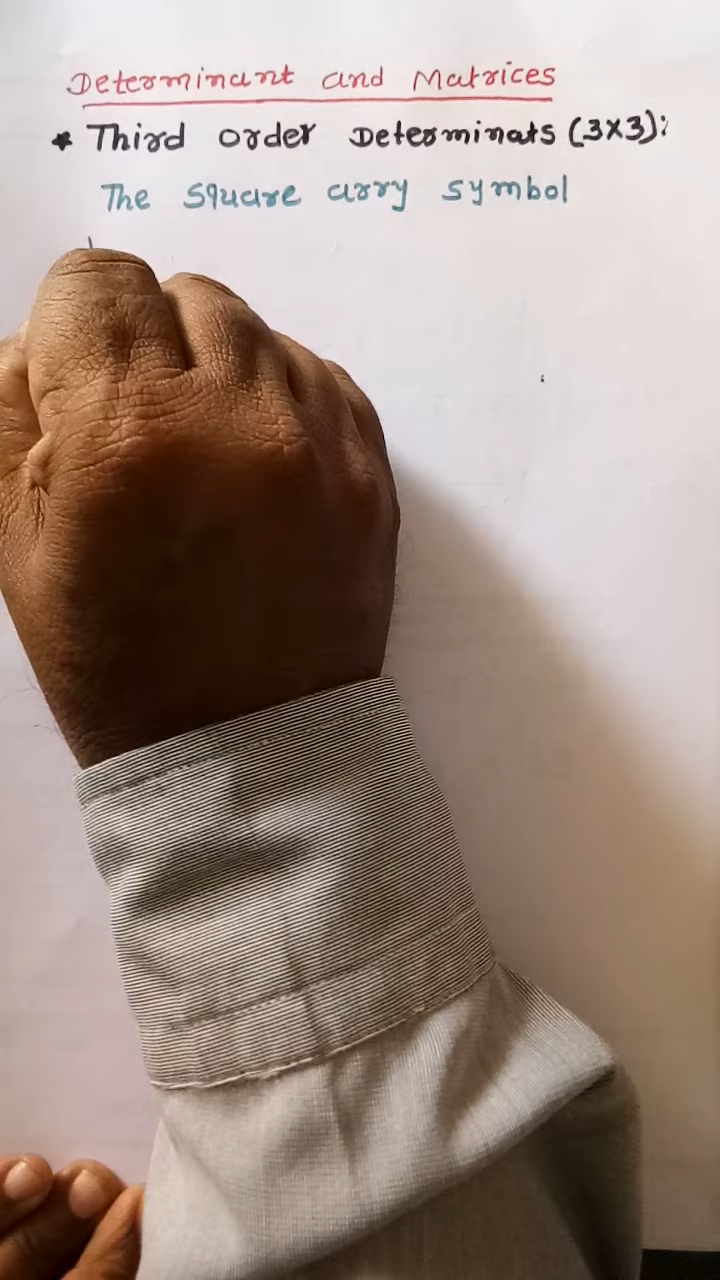 Determinant and Matrices
* Third order Determinats (3x3):
The square arry symbol